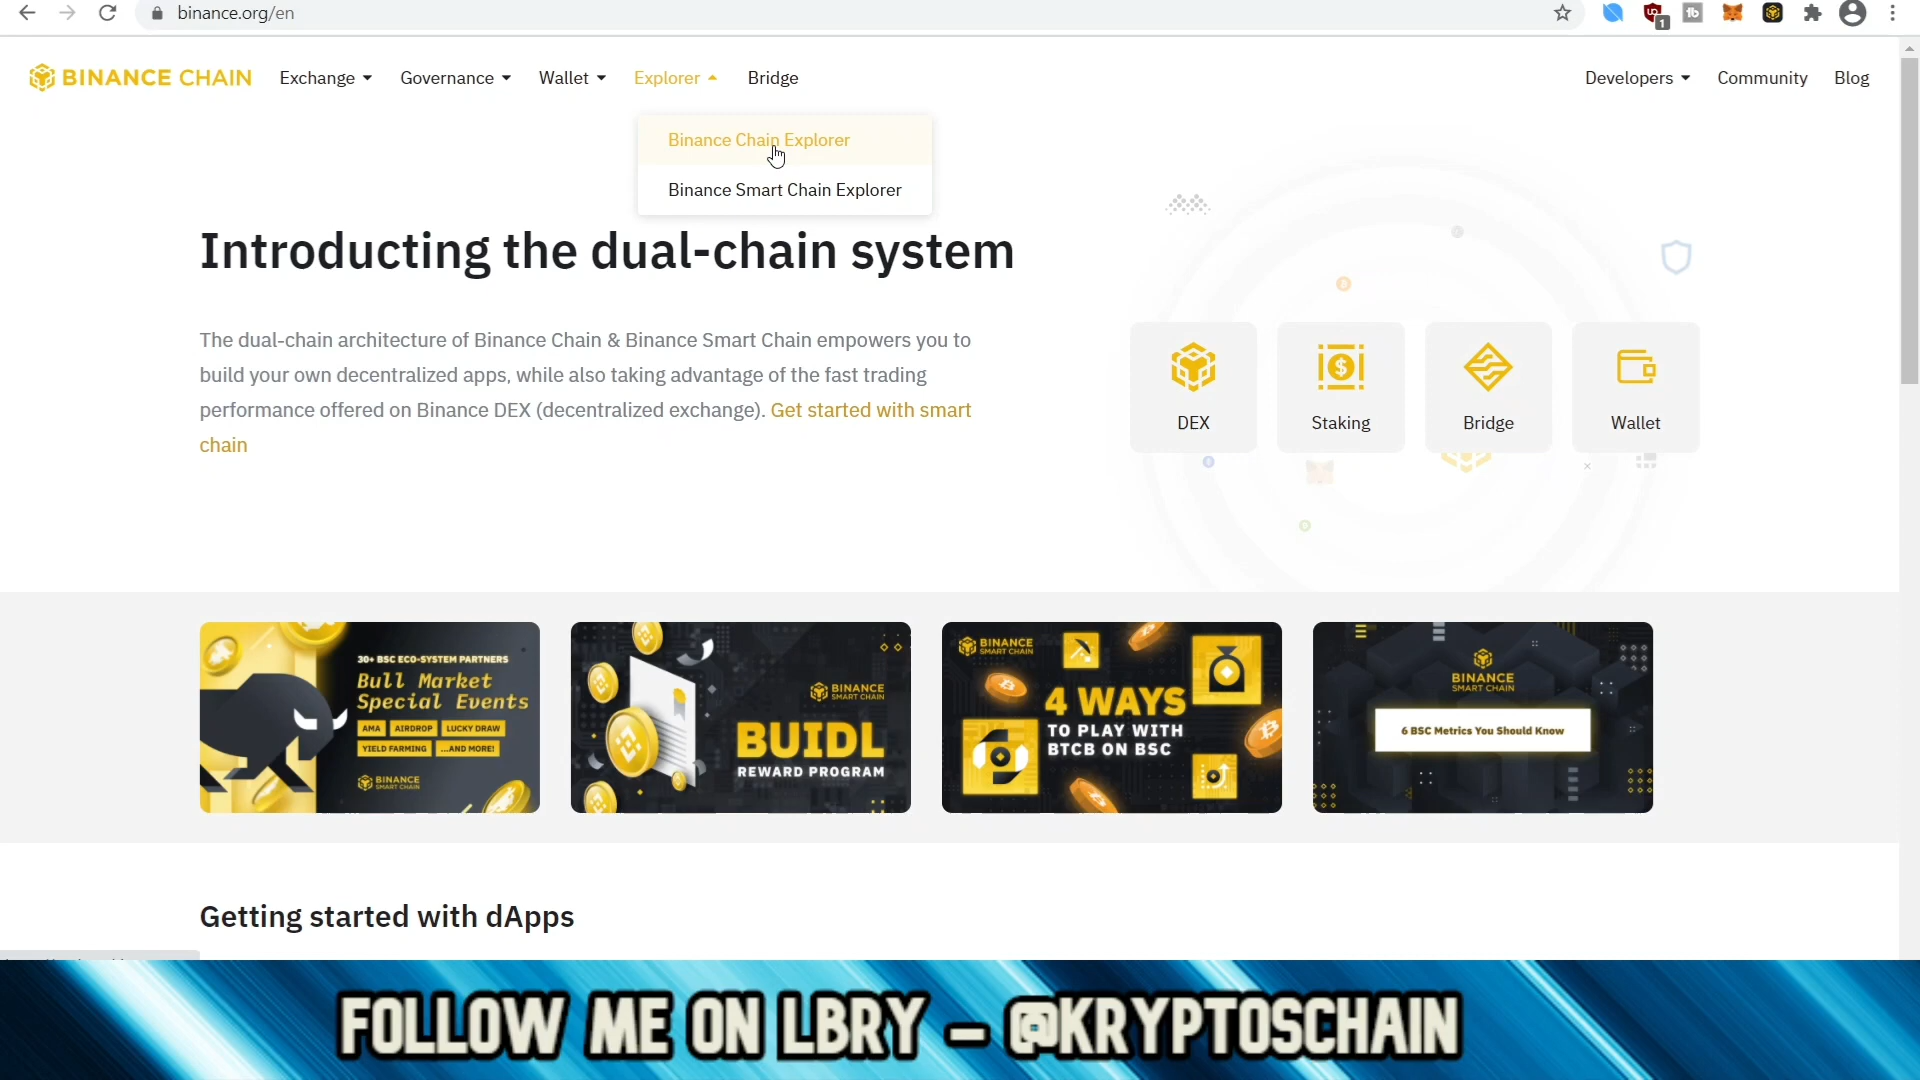 binance.org/en
1
BINANCE CHAIN Exchange Governance Wallet Explorer Bridge Developers Community Blog
Binance Chain Explorer
Binance Smart Chain Explorer
Introducting the dual-chain system
The dual-chain architecture of Binance Chain & Binance Smart Chain empowers you to
build your own decentralized apps, while also taking advantage of the fast trading
performance offered on Binance DEX (decentralized exchange). Get started with smart
chain
DEX Staking Bridge Wallet
30+ BSC ECO-SYSTEM PARTNERS
Bull Market
Special Events
AMA AIRDROP LUCKY DRAW
YIELD FARMING ...AND MORE!
BINANCE
SMART CHAIN
BINANCE
SMART CHAIN
BUIDL
REWARD PROGRAM
BINANCE
SMART CHAIN
4 WAYS
TO PLAY WITH
BTCB ON BSC
BINANCE
SMART CHAIN
6 BSC Metrics You Should Know
Getting started with dApps
FOLLOW ME ON LBRY - @KRYPTOSCHAIN